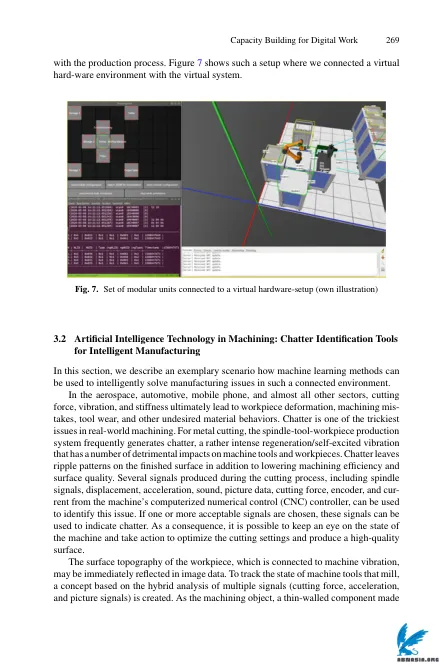 Capacity Building for Digital Work 269
with the production process. Figure 7 shows such a setup where we connected a virtual
hard-ware environment with the virtual system.
Fig. 7. Set of modular units connected to a virtual hardware-setup (own illustration)
3.2 Artificial Intelligence Technology in Machining: Chatter Identification Tools
for Intelligent Manufacturing
In this section, we describe an exemplary scenario how machine learning methods can
be used to intelligently solve manufacturing issues in such a connected environment.
In the aerospace, automotive, mobile phone, and almost all other sectors, cutting
force, vibration, and stiffness ultimately lead to workpiece deformation, machining mis-
takes, tool wear, and other undesired material behaviors. Chatter is one of the trickiest
issues in real-world machining. For metal cutting, the spindle-tool-workpiece production
system frequently generates chatter, a rather intense regeneration/self-excited vibration
that has a number of detrimental impacts on machine tools and workpieces. Chatter leaves
ripple patterns on the finished surface in addition to lowering machining efficiency and
surface quality. Several signals produced during the cutting process, including spindle
signals, displacement, acceleration, sound, picture data, cutting force, encoder, and cur-
rent from the machine's computerized numerical control (CNC) controller, can be used
to identify this issue. If one or more acceptable signals are chosen, these signals can be
used to indicate chatter. As a consequence, it is possible to keep an eye on the state of
the machine and take action to optimize the cutting settings and produce a high-quality
surface.
The surface topography of the workpiece, which is connected to machine vibration,
may be immediately reflected in image data. To track the state of machine tools that mill,
a concept based on the hybrid analysis of multiple signals (cutting force, acceleration,
and picture signals) is created. As the machining object, a thin-walled component made